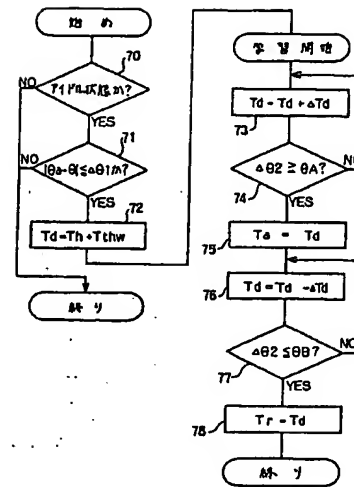 始め
70
アイドル状態か?
NO
YES
71
|θa-θ|≦Δθ1か?
NO
YES
72
Td=Th+Tthw
終り
学習開始
Td=Td+ΔTd
73
Δθ2≧θA?
NO
74
YES
75
Ta = Td
76
Td=Td-ΔTd
Δθ2≦θB?
NO
77
YES
78
Tr=Td
終り